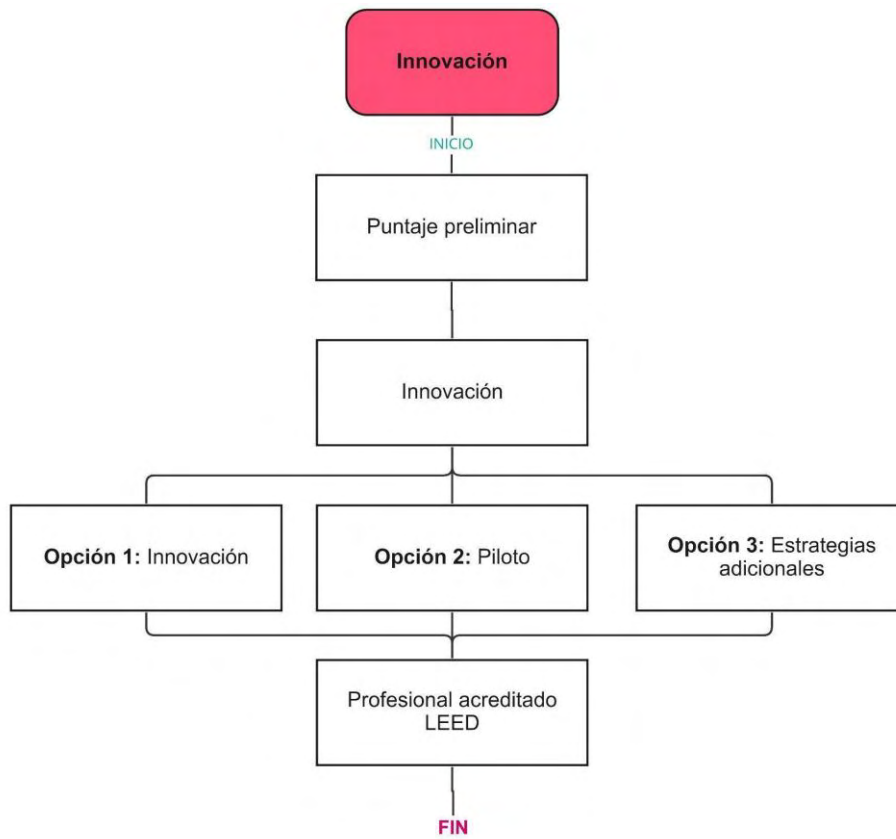 Innovación
INICIO
Puntaje preliminar
Innovación
Opción 1: Innovación
Opción 2: Piloto
Opción 3: Estrategias
adicionales
Profesional acreditado
LEED
FIN